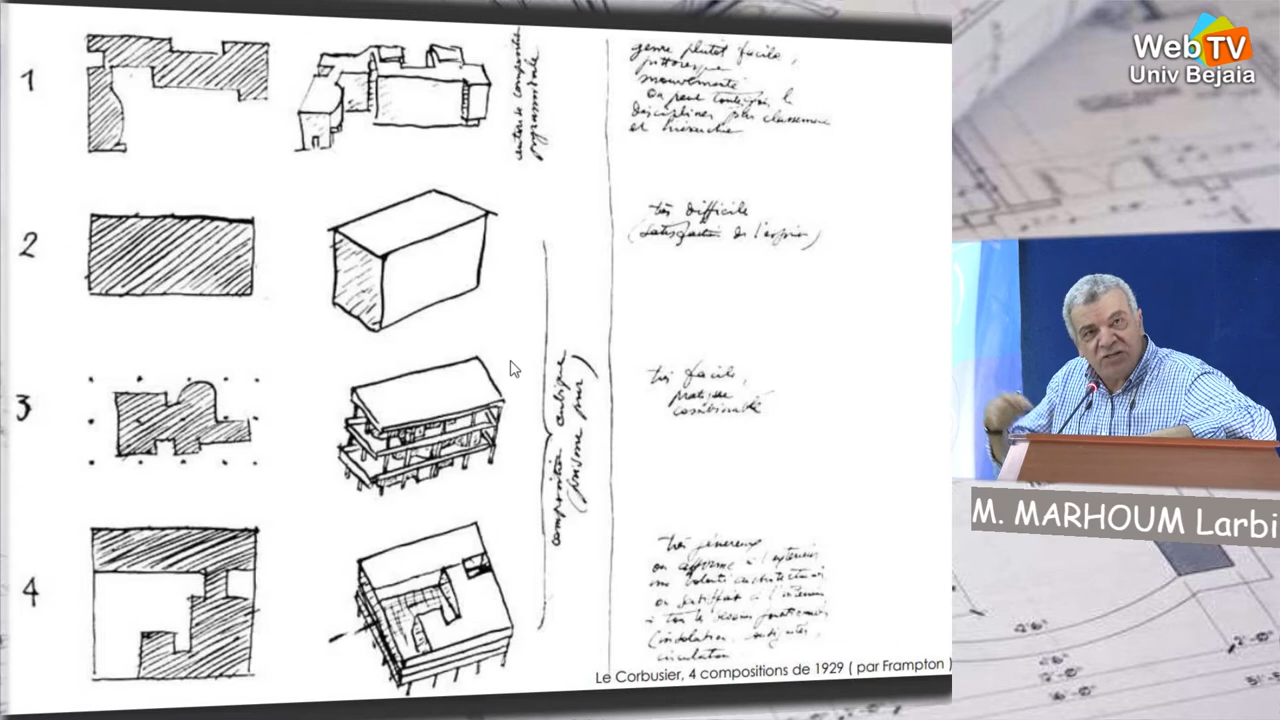 Web TV
Univ Bejaia
1
genre plutôt facile,
pittoresque
mouvementé
on peut toutefois le
discipliner par classement
et hiérarchie
2
très difficile
(satisfaction de l'esprit)
3
très facile,
pratique
combinable
composition cubique
(prisme pur)
4
très généreux
on affirme à l'extérieur
une volonté architecturale
on satisfait à l'intérieur
à tous les besoins fonctionnels
(insolation, contiguïtés,
circulation
Le Corbusier, 4 compositions de 1929 ( par Frampton )
M. MARHOUM Larbi